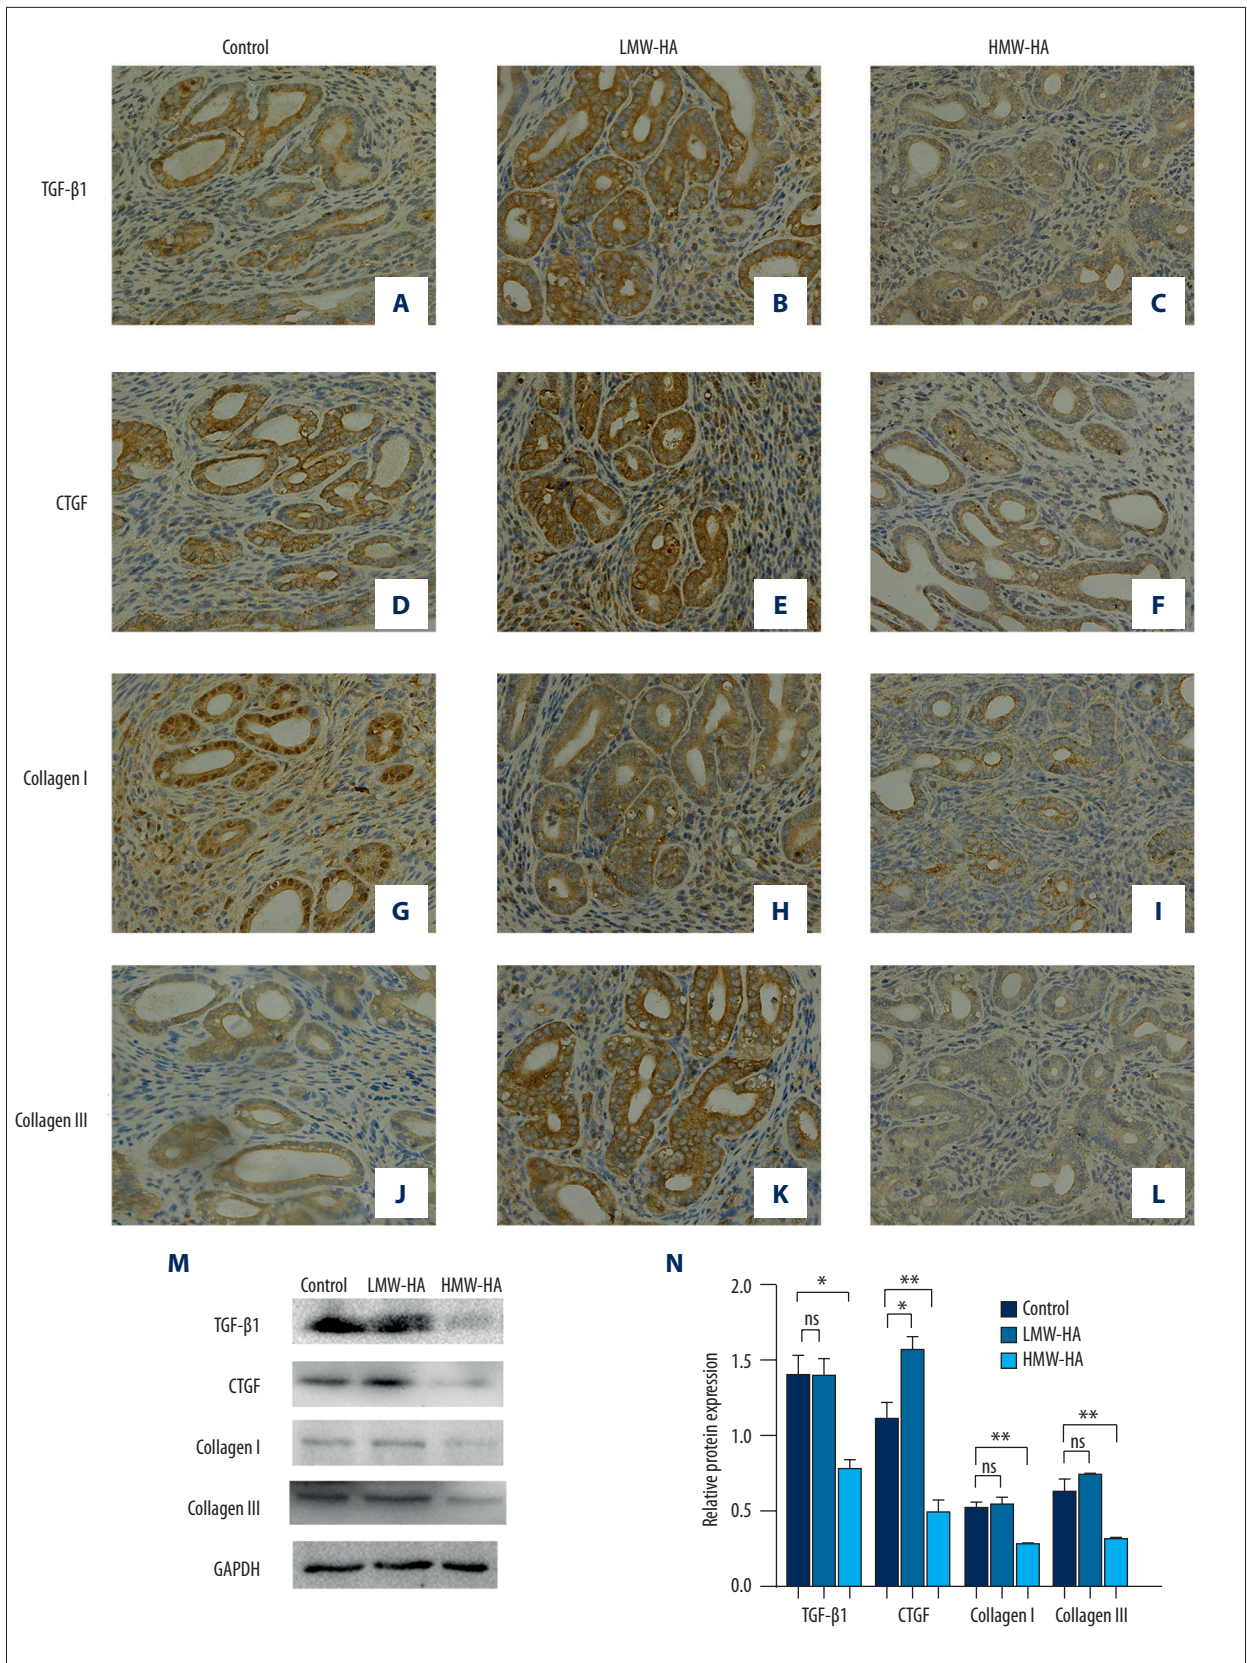 Control LMW-HA HMW-HA
TGF-β1
A B C
CTGF
D E F
Collagen I
G H I
Collagen III
J K L
M
Control LMW-HA HMW-HA
TGF-β1
CTGF
Collagen I
Collagen III
GAPDH
N
Relative protein expression
2.0
1.5
1.0
0.5
0.0
* ns
** *
** ns
** ns
Control
LMW-HA
HMW-HA
TGF-β1 CTGF Collagen I Collagen III